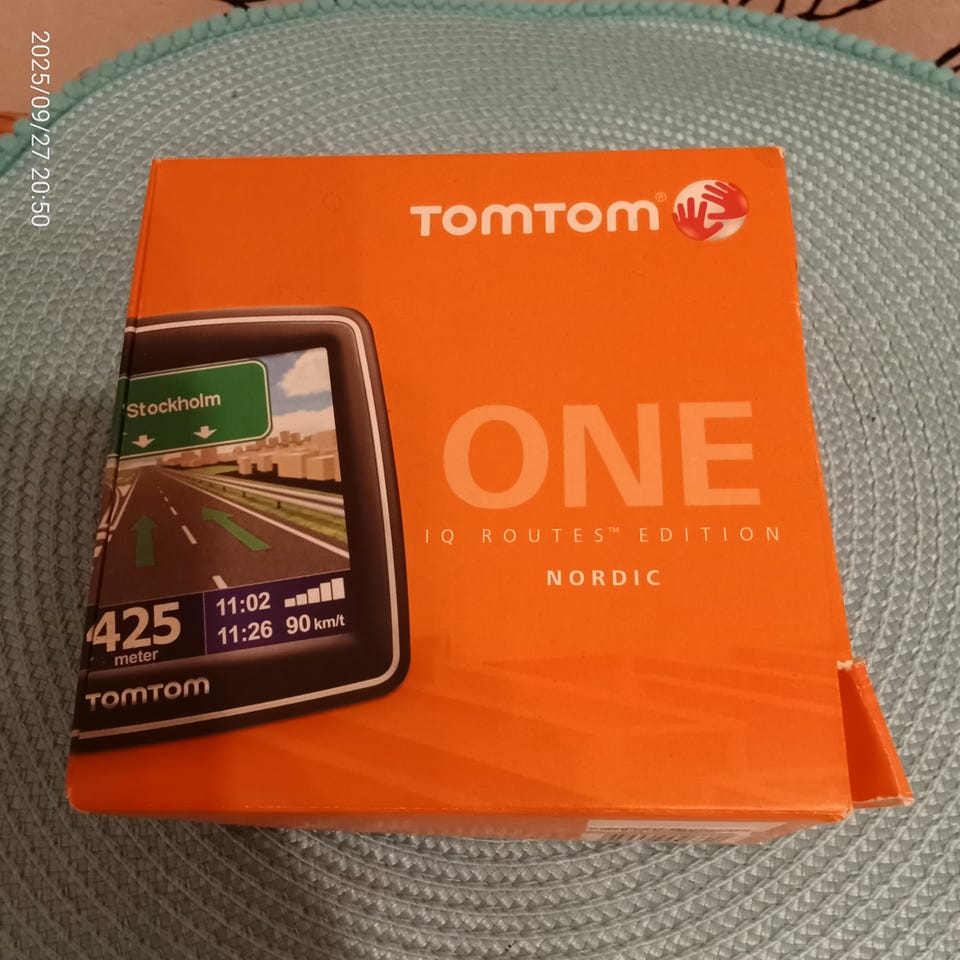 2025/09/27 20:50
TOMTOM®
Stockholm
ONE
IQ ROUTES™ EDITION
NORDIC
425
meter
11:02
11:26 90 km/t
TOMTOM